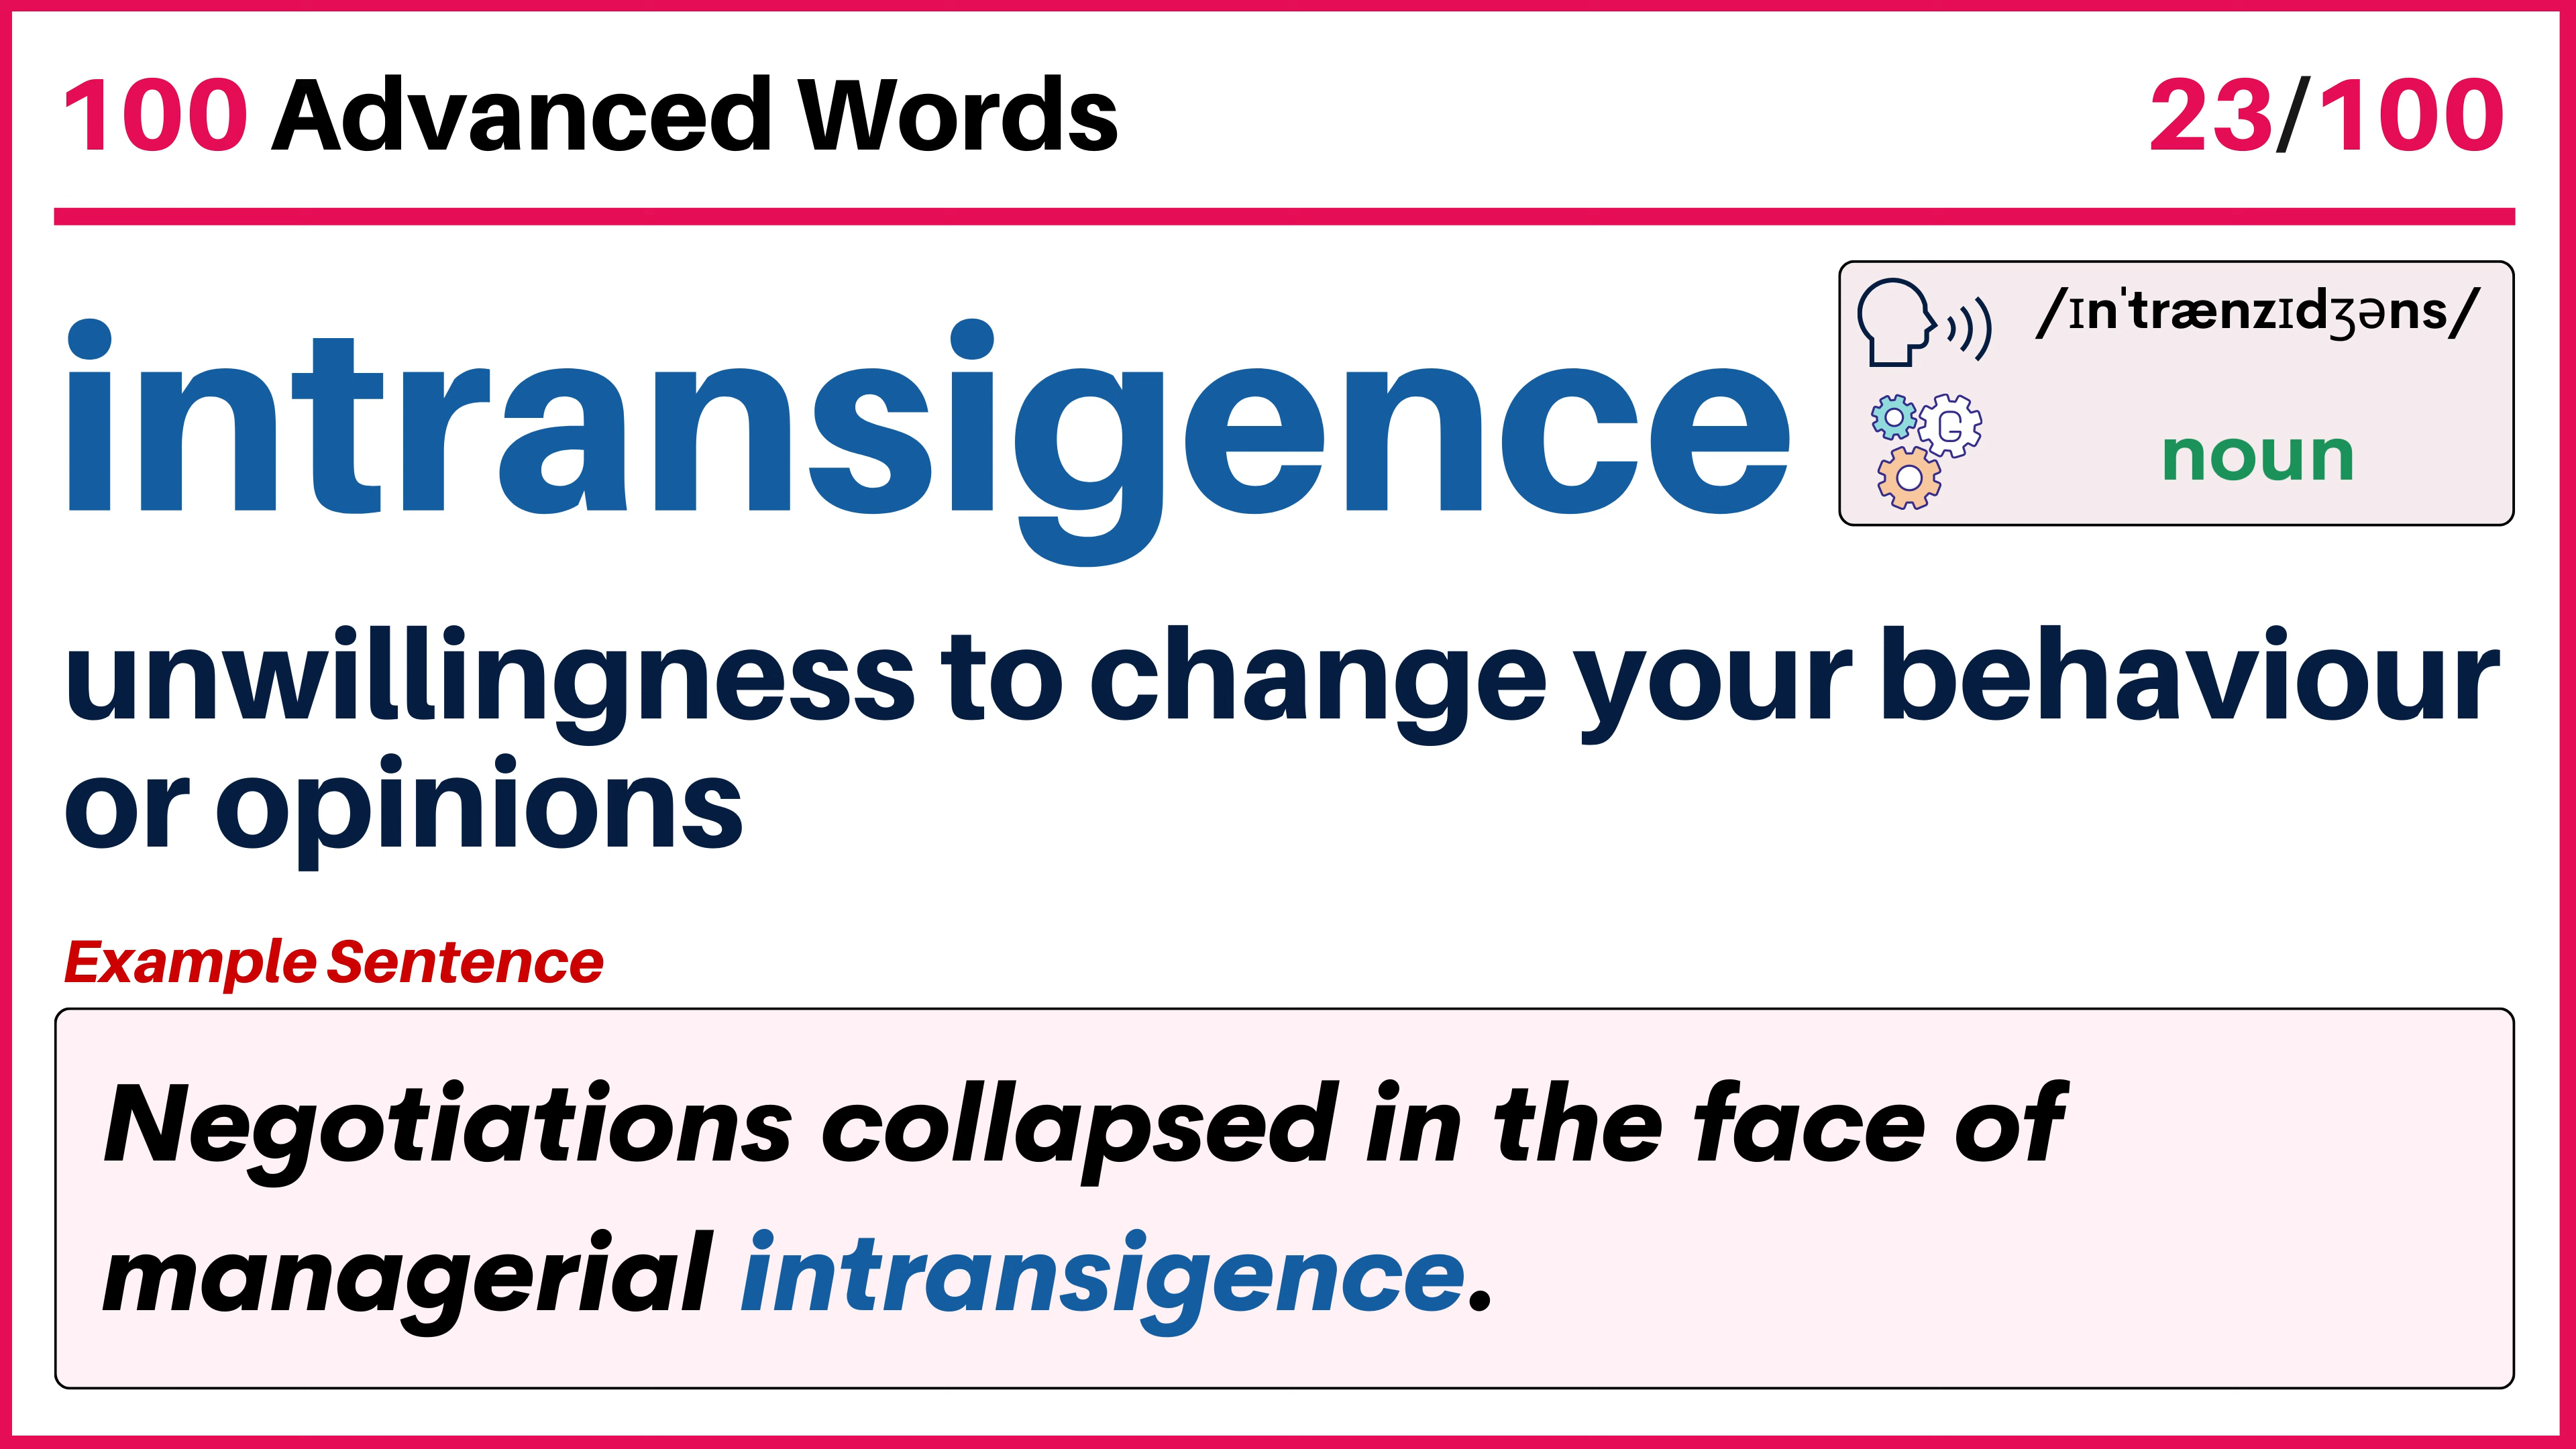 100 Advanced Words
23/100
intransigence
/ɪnˈtrænzɪdʒəns/
G
noun
unwillingness to change your behaviour
or opinions
Example Sentence
Negotiations collapsed in the face of
managerial intransigence.